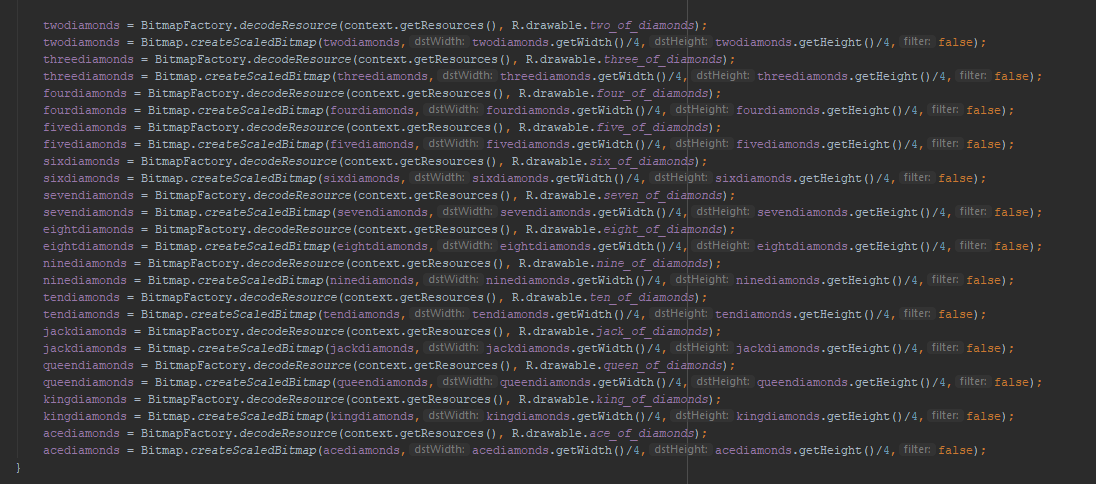 twodiamonds = BitmapFactory.decodeResource(context.getResources(), R.drawable.two_of_diamonds);
twodiamonds = Bitmap.createScaledBitmap(twodiamonds, dstWidth: twodiamonds.getWidth()/4, dstHeight: twodiamonds.getHeight()/4, filter: false);
threediamonds = BitmapFactory.decodeResource(context.getResources(), R.drawable.three_of_diamonds);
threediamonds = Bitmap.createScaledBitmap(threediamonds, dstWidth: threediamonds.getWidth()/4, dstHeight: threediamonds.getHeight()/4, filter: false);
fourdiamonds = BitmapFactory.decodeResource(context.getResources(), R.drawable.four_of_diamonds);
fourdiamonds = Bitmap.createScaledBitmap(fourdiamonds, dstWidth: fourdiamonds.getWidth()/4, dstHeight: fourdiamonds.getHeight()/4, filter: false);
fivediamonds = BitmapFactory.decodeResource(context.getResources(), R.drawable.five_of_diamonds);
fivediamonds = Bitmap.createScaledBitmap(fivediamonds, dstWidth: fivediamonds.getWidth()/4, dstHeight: fivediamonds.getHeight()/4, filter: false);
sixdiamonds = BitmapFactory.decodeResource(context.getResources(), R.drawable.six_of_diamonds);
sixdiamonds = Bitmap.createScaledBitmap(sixdiamonds, dstWidth: sixdiamonds.getWidth()/4, dstHeight: sixdiamonds.getHeight()/4, filter: false);
sevendiamonds = BitmapFactory.decodeResource(context.getResources(), R.drawable.seven_of_diamonds);
sevendiamonds = Bitmap.createScaledBitmap(sevendiamonds, dstWidth: sevendiamonds.getWidth()/4, dstHeight: sevendiamonds.getHeight()/4, filter: false);
eightdiamonds = BitmapFactory.decodeResource(context.getResources(), R.drawable.eight_of_diamonds);
eightdiamonds = Bitmap.createScaledBitmap(eightdiamonds, dstWidth: eightdiamonds.getWidth()/4, dstHeight: eightdiamonds.getHeight()/4, filter: false);
ninediamonds = BitmapFactory.decodeResource(context.getResources(), R.drawable.nine_of_diamonds);
ninediamonds = Bitmap.createScaledBitmap(ninediamonds, dstWidth: ninediamonds.getWidth()/4, dstHeight: ninediamonds.getHeight()/4, filter: false);
tendiamonds = BitmapFactory.decodeResource(context.getResources(), R.drawable.ten_of_diamonds);
tendiamonds = Bitmap.createScaledBitmap(tendiamonds, dstWidth: tendiamonds.getWidth()/4, dstHeight: tendiamonds.getHeight()/4, filter: false);
jackdiamonds = BitmapFactory.decodeResource(context.getResources(), R.drawable.jack_of_diamonds);
jackdiamonds = Bitmap.createScaledBitmap(jackdiamonds, dstWidth: jackdiamonds.getWidth()/4, dstHeight: jackdiamonds.getHeight()/4, filter: false);
queendiamonds = BitmapFactory.decodeResource(context.getResources(), R.drawable.queen_of_diamonds);
queendiamonds = Bitmap.createScaledBitmap(queendiamonds, dstWidth: queendiamonds.getWidth()/4, dstHeight: queendiamonds.getHeight()/4, filter: false);
kingdiamonds = BitmapFactory.decodeResource(context.getResources(), R.drawable.king_of_diamonds);
kingdiamonds = Bitmap.createScaledBitmap(kingdiamonds, dstWidth: kingdiamonds.getWidth()/4, dstHeight: kingdiamonds.getHeight()/4, filter: false);
acediamonds = BitmapFactory.decodeResource(context.getResources(), R.drawable.ace_of_diamonds);
acediamonds = Bitmap.createScaledBitmap(acediamonds, dstWidth: acediamonds.getWidth()/4, dstHeight: acediamonds.getHeight()/4, filter: false);
}